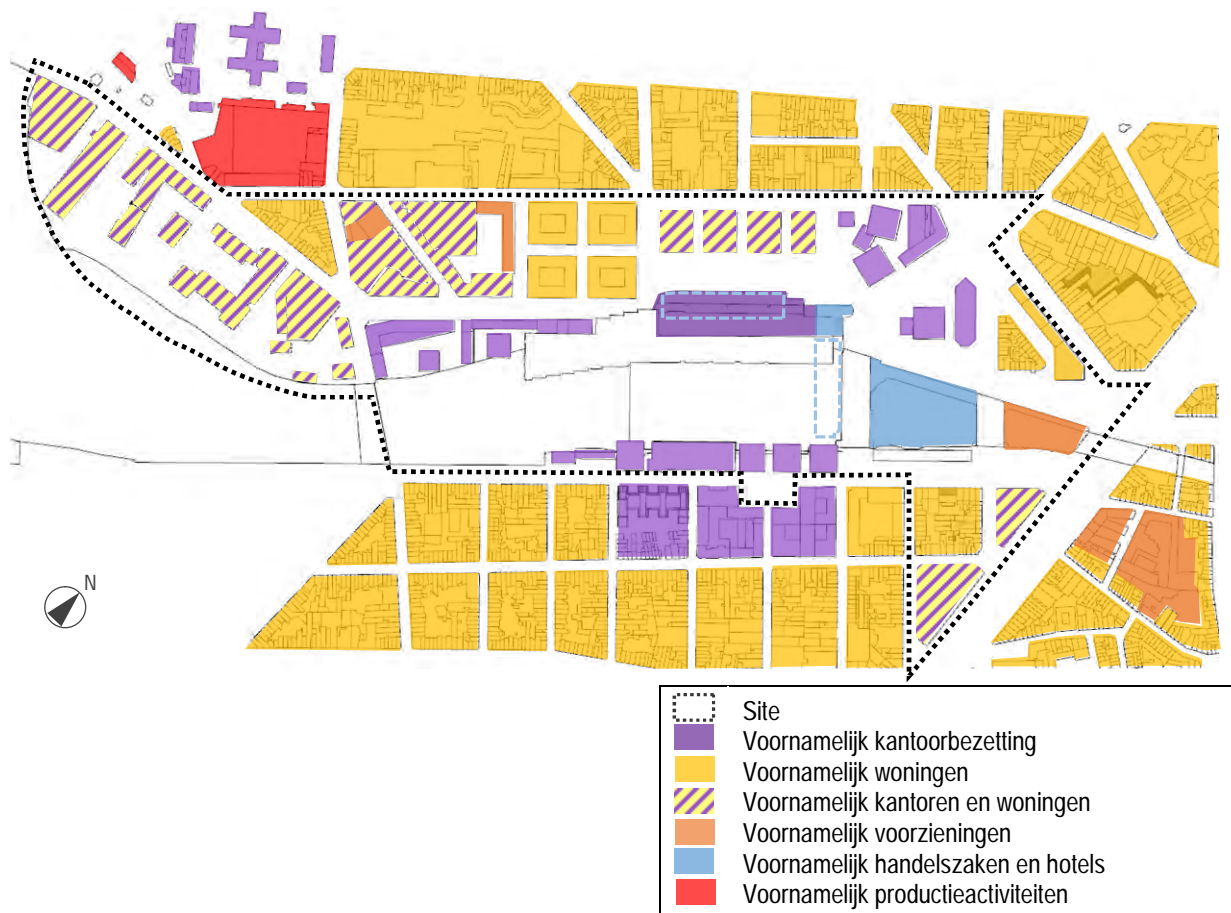 N
Site
Voornamelijk kantoorbezetting
Voornamelijk woningen
Voornamelijk kantoren en woningen
Voornamelijk voorzieningen
Voornamelijk handelszaken en hotels
Voornamelijk productieactiviteiten